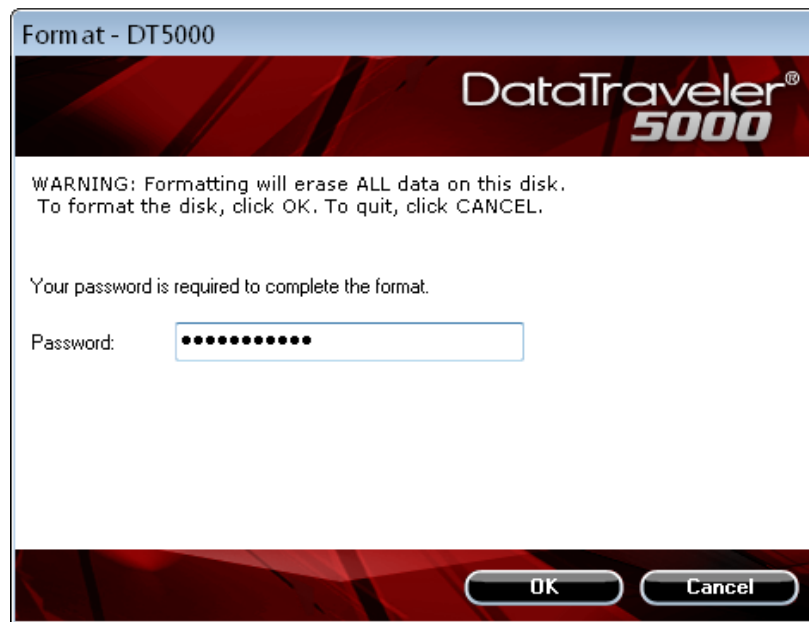 Format - DT5000
DataTraveler®
5000
WARNING: Formatting will erase ALL data on this disk.
To format the disk, click OK. To quit, click CANCEL.
Your password is required to complete the format.
Password: •••••••••••
OK Cancel